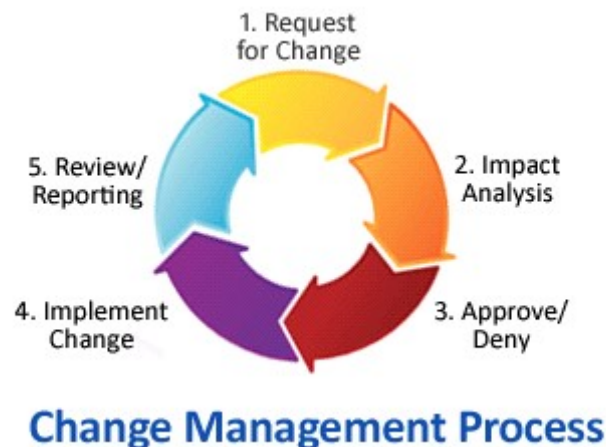 1. Request
for Change
2. Impact
Analysis
3. Approve/
Deny
4. Implement
Change
5. Review/
Reporting
Change Management Process